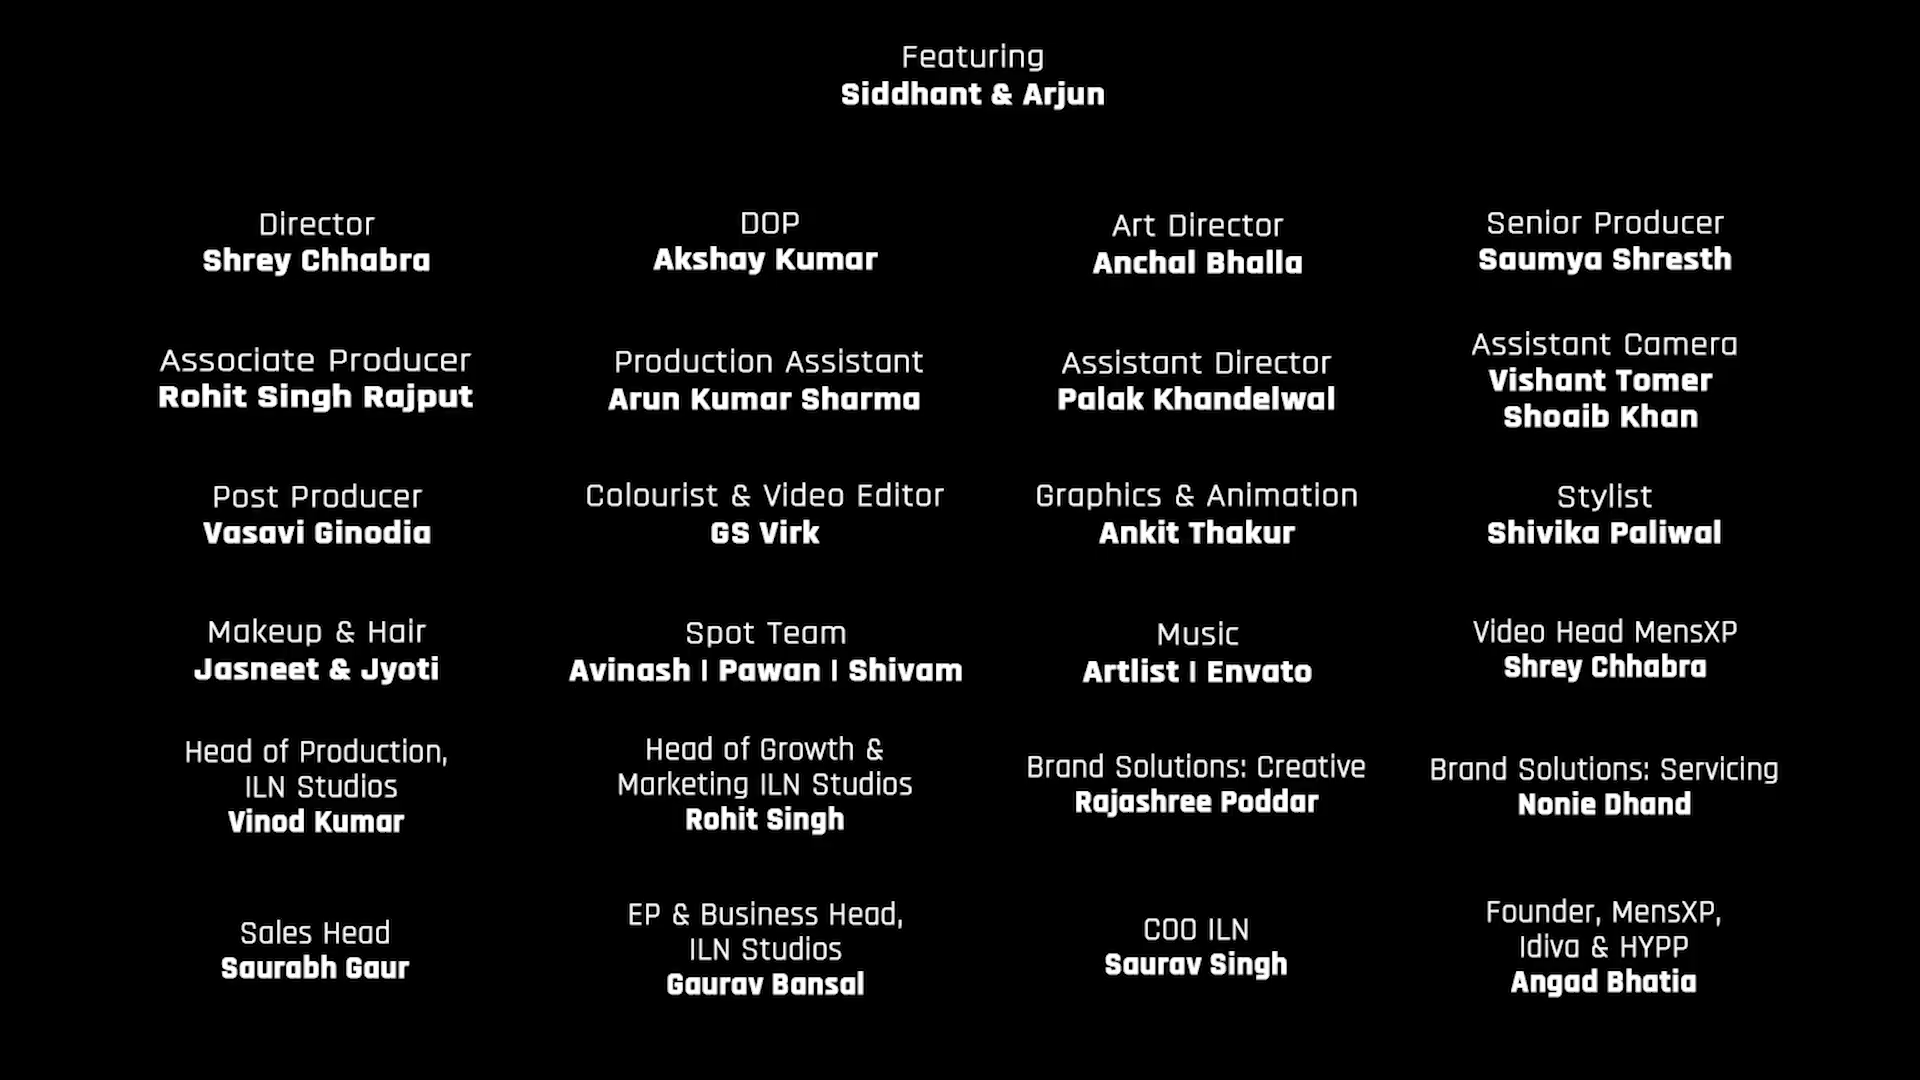 Featuring
Siddhant & Arjun
Director
Shrey Chhabra
DOP
Akshay Kumar
Art Director
Anchal Bhalla
Senior Producer
Saumya Shresth
Associate Producer
Rohit Singh Rajput
Production Assistant
Arun Kumar Sharma
Assistant Director
Palak Khandelwal
Assistant Camera
Vishant Tomer
Shoaib Khan
Post Producer
Vasavi Ginodia
Colourist & Video Editor
GS Virk
Graphics & Animation
Ankit Thakur
Stylist
Shivika Paliwal
Makeup & Hair
Jasneet & Jyoti
Spot Team
Avinash | Pawan | Shivam
Music
Artlist | Envato
Video Head MensXP
Shrey Chhabra
Head of Production,
ILN Studios
Vinod Kumar
Head of Growth &
Marketing ILN Studios
Rohit Singh
Brand Solutions: Creative
Rajashree Poddar
Brand Solutions: Servicing
Nonie Dhand
Sales Head
Saurabh Gaur
EP & Business Head,
ILN Studios
Gaurav Bansal
COO ILN
Saurav Singh
Founder, MensXP,
Idiva & HYPP
Angad Bhatia